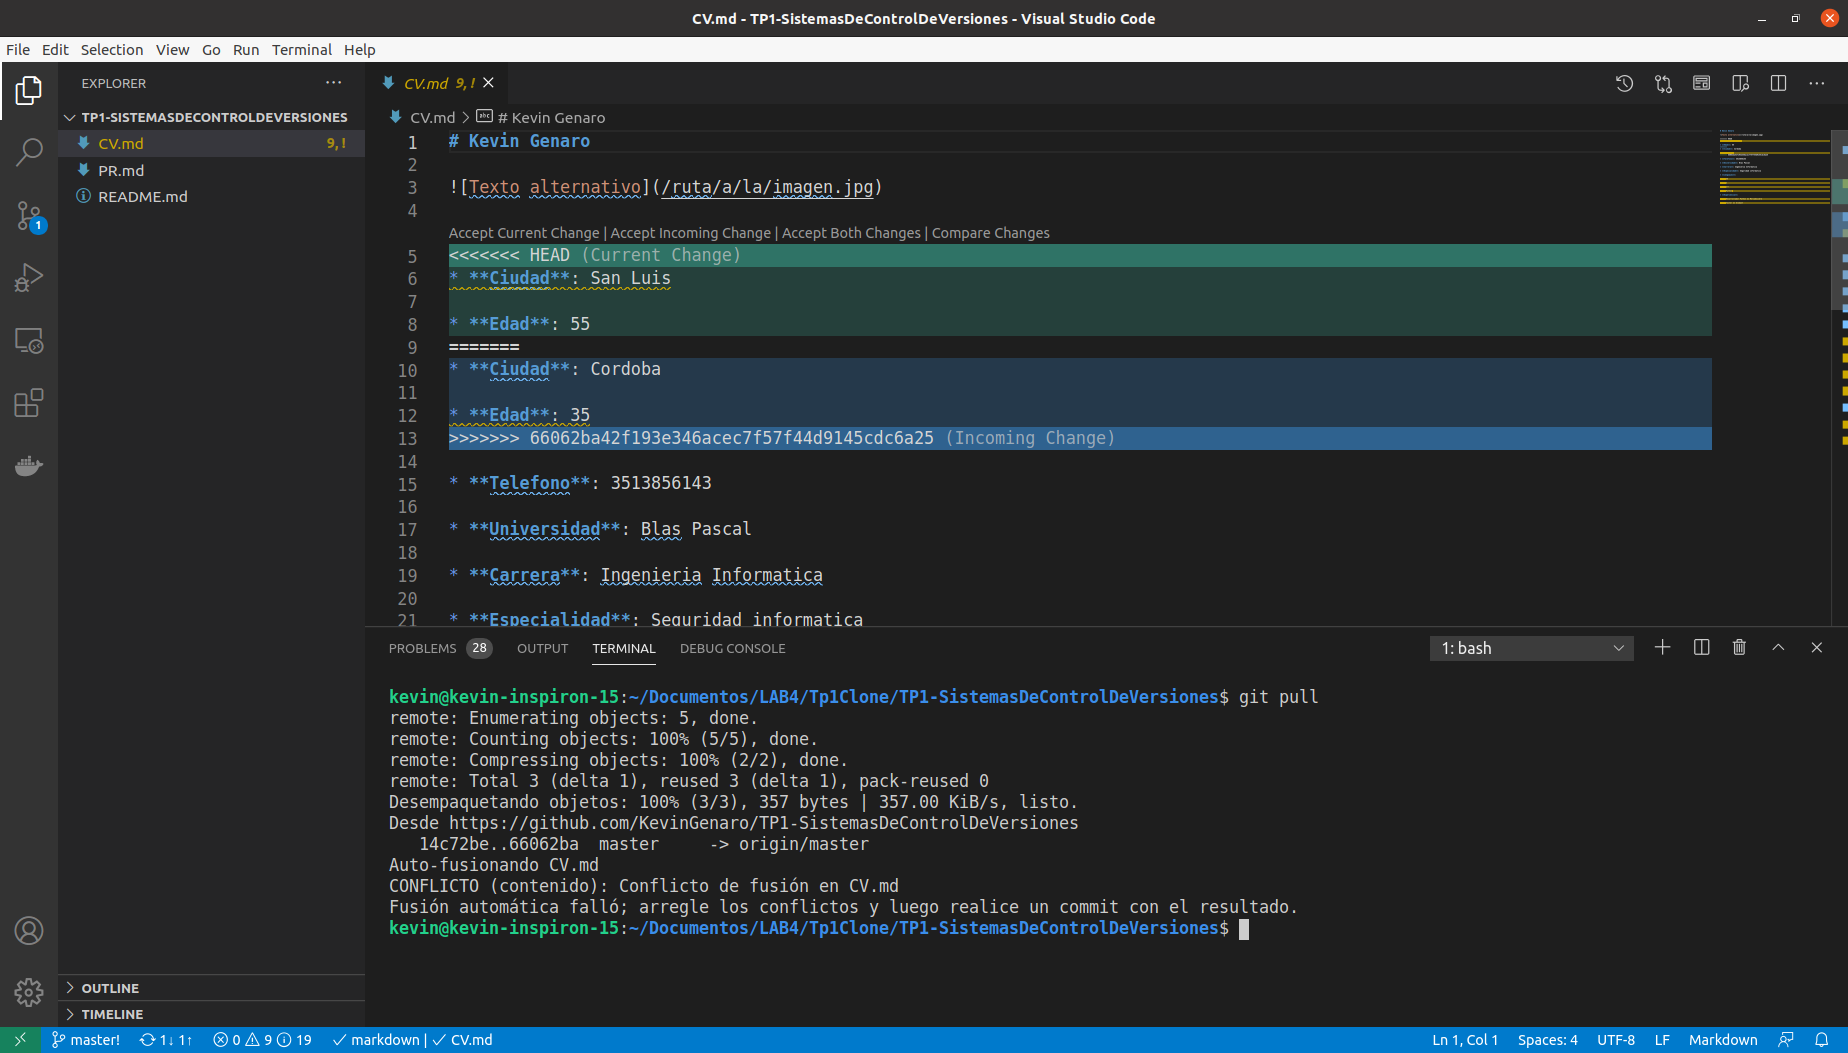 CV.md - TP1-SistemasDeControlDeVersiones - Visual Studio Code
File Edit Selection View Go Run Terminal Help
EXPLORER
TP1-SISTEMASDECONTROLDEVERSIONES
CV.md 9, !
PR.md
README.md
1
OUTLINE
TIMELINE
CV.md 9, !
CV.md > # Kevin Genaro
1 # Kevin Genaro
2
3 ![Texto alternativo](/ruta/a/la/imagen.jpg)
4
Accept Current Change | Accept Incoming Change | Accept Both Changes | Compare Changes
5 <<<<<<< HEAD (Current Change)
6 * **Ciudad**: San Luis
7
8 * **Edad**: 55
9 =======
10 * **Ciudad**: Cordoba
11
12 * **Edad**: 35
13 >>>>>>> 66062ba42f193e346acec7f57f44d9145cdc6a25 (Incoming Change)
14
15 * **Telefono**: 3513856143
16
17 * **Universidad**: Blas Pascal
18
19 * **Carrera**: Ingenieria Informatica
20
21 * **Especialidad**: Seguridad informatica
PROBLEMS 28 OUTPUT TERMINAL DEBUG CONSOLE 1: bash
kevin@kevin-inspiron-15:~/Documentos/LAB4/Tp1Clone/TP1-SistemasDeControlDeVersiones$ git pull
remote: Enumerating objects: 5, done.
remote: Counting objects: 100% (5/5), done.
remote: Compressing objects: 100% (2/2), done.
remote: Total 3 (delta 1), reused 3 (delta 1), pack-reused 0
Desempaquetando objetos: 100% (3/3), 357 bytes | 357.00 KiB/s, listo.
Desde https://github.com/KevinGenaro/TP1-SistemasDeControlDeVersiones
14c72be..66062ba master -> origin/master
Auto-fusionando CV.md
CONFLICTO (contenido): Conflicto de fusión en CV.md
Fusión automática falló; arregle los conflictos y luego realice un commit con el resultado.
kevin@kevin-inspiron-15:~/Documentos/LAB4/Tp1Clone/TP1-SistemasDeControlDeVersiones$
master! 1↓ 1↑ 0 9 19 ✓ markdown | ✓ CV.md Ln 1, Col 1 Spaces: 4 UTF-8 LF Markdown